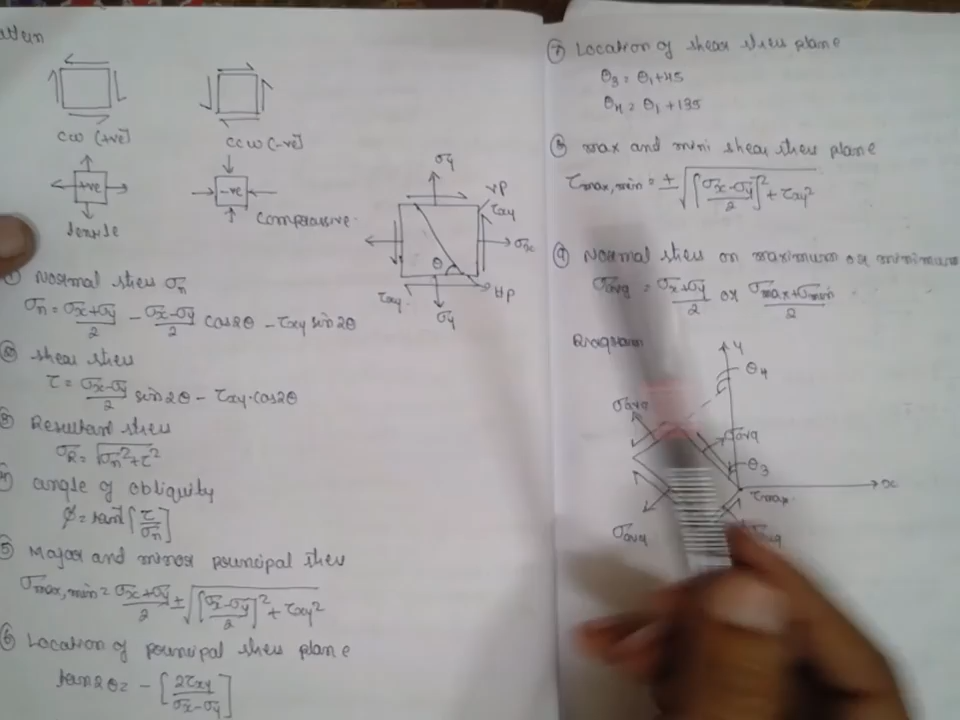 CW (+ve]
CCW (-ve]
+ve
-ve
Tensile
Compressive.
σy
VP
τxy
σx
θ
HP
τxy
σy
① Normal stress σn
σn = σx+σy/2 - σx-σy/2 cos2θ - τxy sin2θ
② Shear stress
τ = σx-σy/2 sin2θ - τxy.cos2θ
③ Resultant stress
σR = √σn²+τ²
④ angle of obliquity
ϕ = tan⁻¹[τ/σn]
⑤ Major and minor principal stress
σmax,min = σx+σy/2 ± √[σx-σy/2]² + τxy²
⑥ Location of principal stress plane
tan2θ = -[2τxy/σx-σy]
⑦ Location of shear stress plane
θ3 = θ1+45
θ4 = θ1+135
⑧ max and mini shear stress plane
τmax,min = ± √[σx-σy/2]² + τxy²
⑨ Normal stress on maximum or minimum
σavg = σx+σy/2 or σmax+σmin/2
Diagram
y
θ4
σavg
σavg
θ3
x
τmax.
σavg